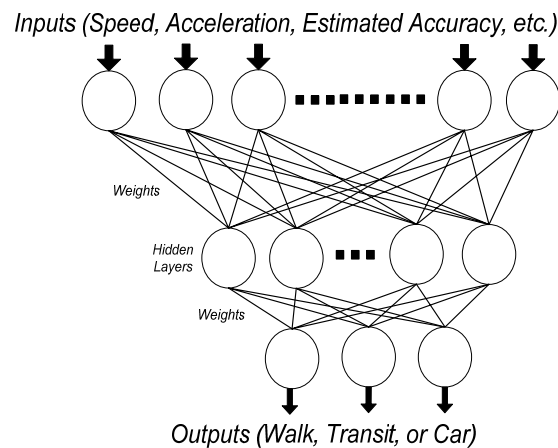 Inputs (Speed, Acceleration, Estimated Accuracy, etc.)
Weights
Hidden
Layers
Weights
Outputs (Walk, Transit, or Car)